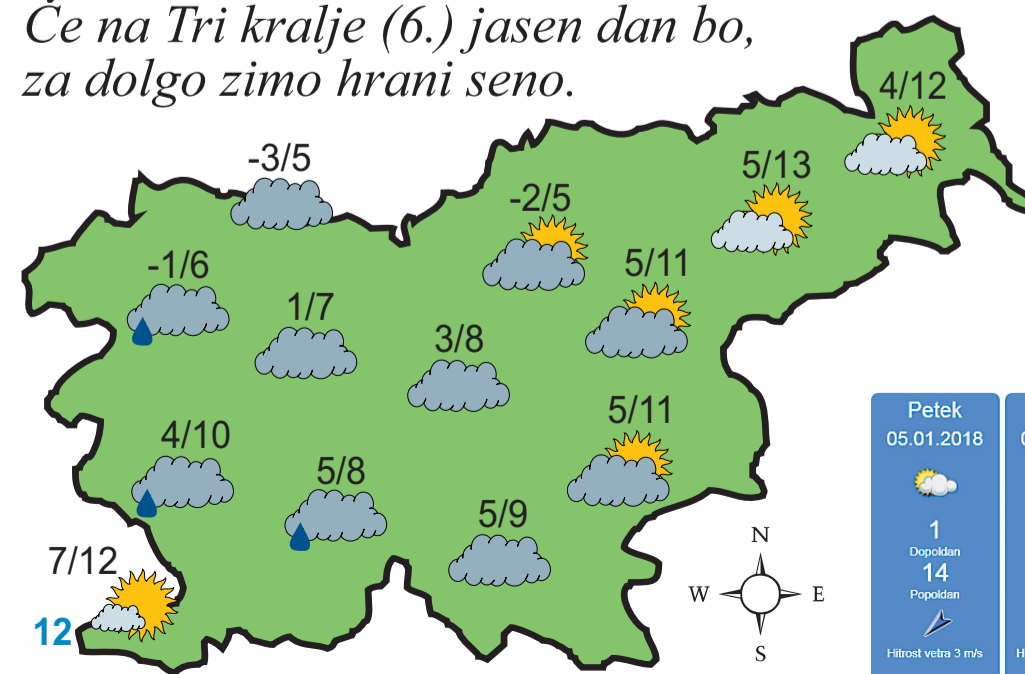 Če na Tri kralje (6.) jasen dan bo,
za dolgo zimo hrani seno.
4/12
-3/5
5/13
-2/5
-1/6
5/11
1/7
3/8
5/11
4/10
5/8
5/9
7/12
12
N
W E
S
Petek
05.01.2018
1
Dopoldan
14
Popoldan
Hitrost vetra 3 m/s